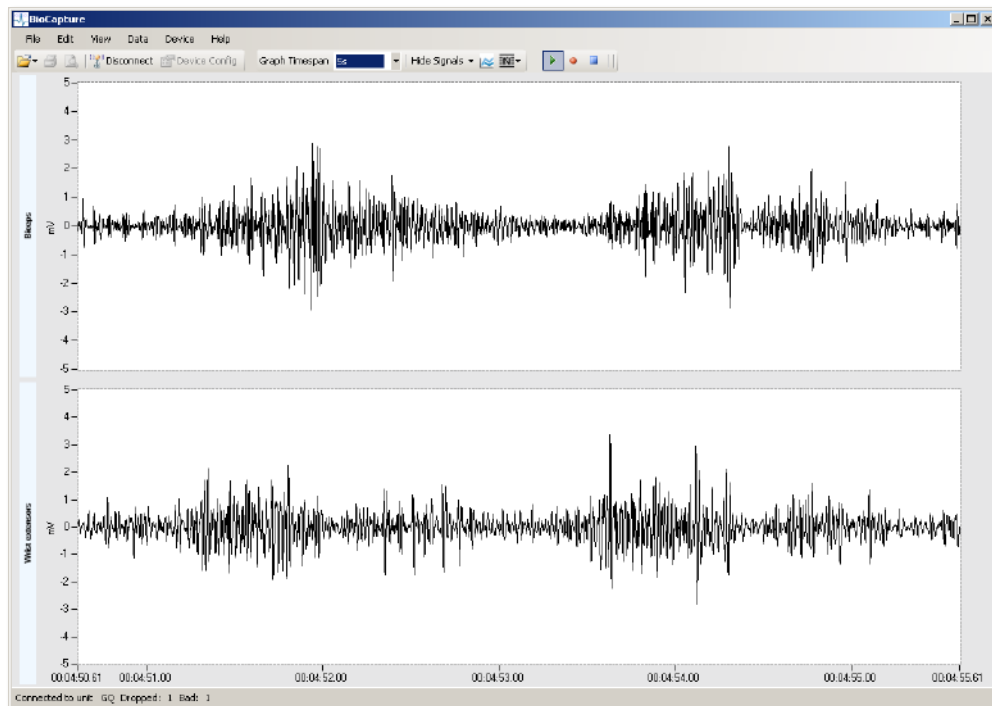 BioCapture
File Edit View Data Device Help
Disconnect Device Config Graph Timespan 5s Hide Signals
5
4
3
2
1
0
-1
-2
-3
-4
-5
mV
Biceps
5
4
3
2
1
0
-1
-2
-3
-4
-5
mV
Wrist extensors
00:04:50.61 00:04:51.00 00:04:52.00 00:04:53.00 00:04:54.00 00:04:55.00 00:04:55.61
Connected to unit: GQ Dropped: 1 Bad: 1